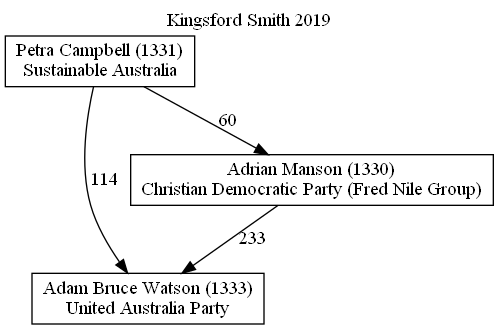 Kingsford Smith 2019
Petra Campbell (1331)
Sustainable Australia
60
Adrian Manson (1330)
Christian Democratic Party (Fred Nile Group)
114
233
Adam Bruce Watson (1333)
United Australia Party